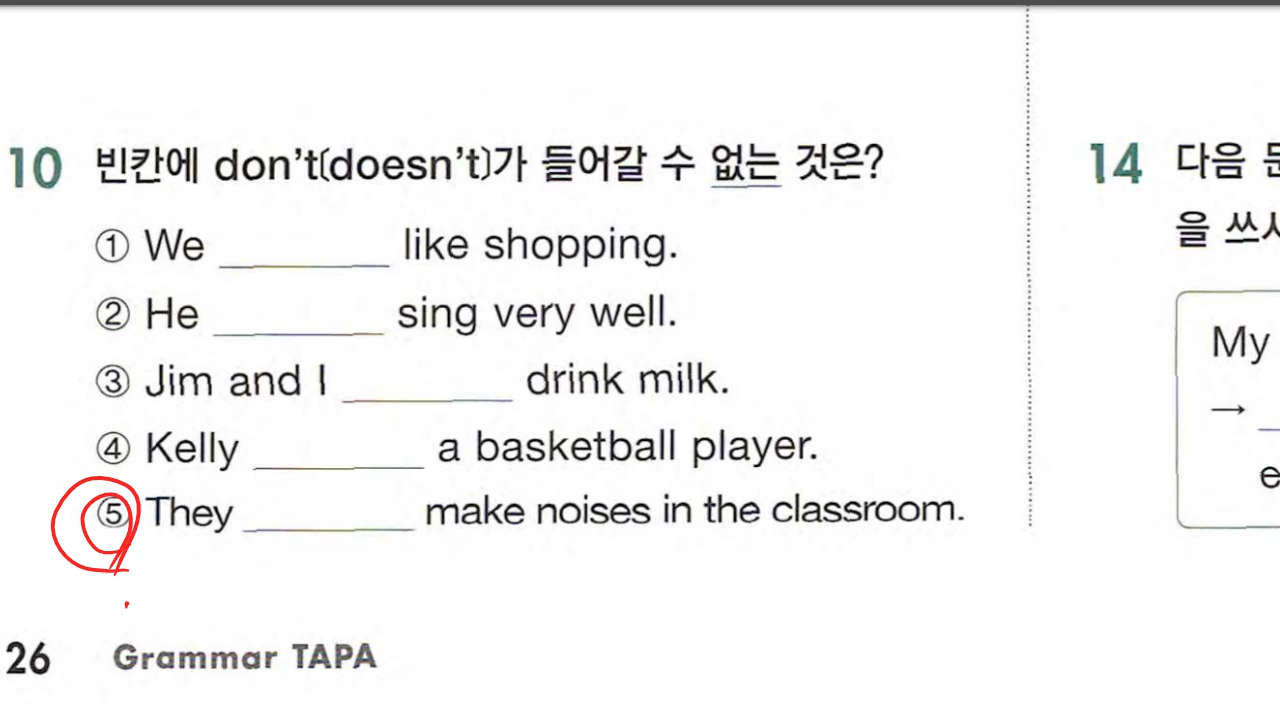 10 빈칸에 don't(doesn't)가 들어갈 수 없는 것은?
① We ________ like shopping.
② He ________ sing very well.
③ Jim and I ________ drink milk.
④ Kelly ________ a basketball player.
⑤ They ________ make noises in the classroom.
26 Grammar TAPA
14 다음
을
My
→
e